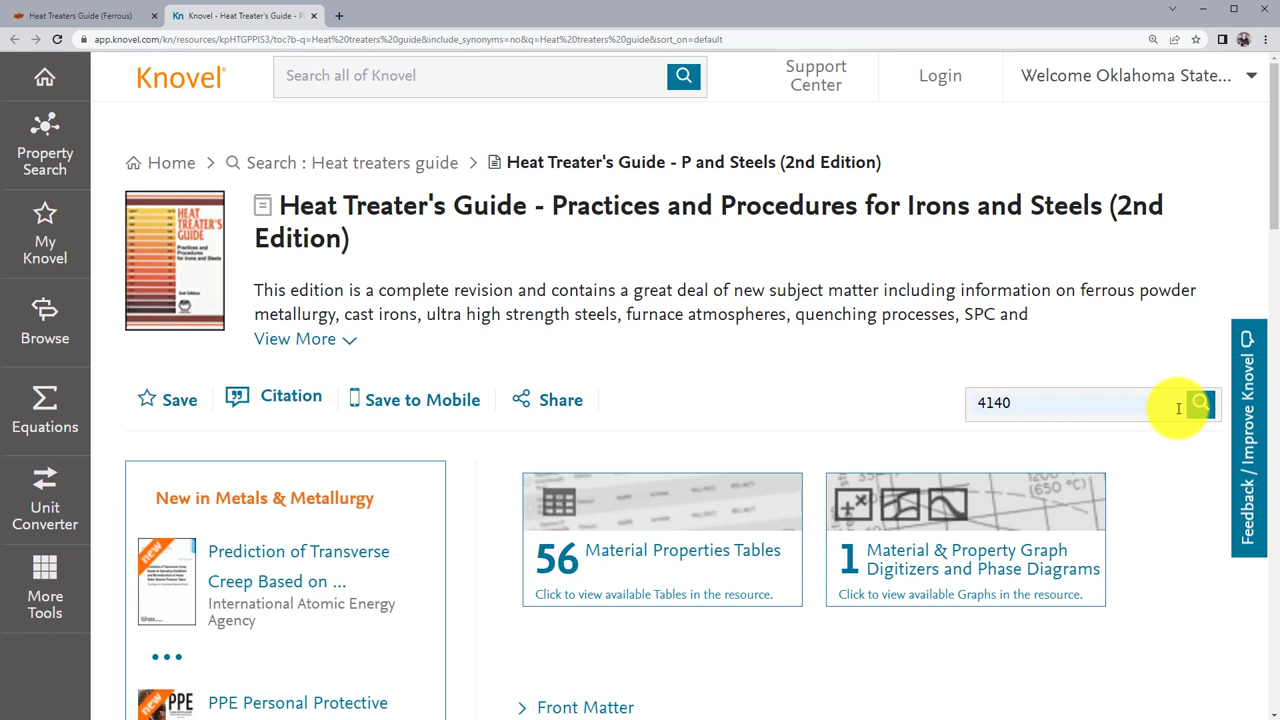 Heat Treaters Guide (Ferrous)
Kn Knovel - Heat Treater's Guide - P
app.knovel.com/kn/resources/kpHTGPPIS3/toc?b-q=Heat%20treaters%20guide&include_synonyms=no&q=Heat%20treaters%20guide&sort_on=default
Knovel®
Search all of Knovel
Support
Center
Login
Welcome Oklahoma State...
Property
Search
My
Knovel
Browse
Equations
Unit
Converter
More
Tools
Home > Search : Heat treaters guide > Heat Treater's Guide - P and Steels (2nd Edition)
HEAT
TREATER'S
GUIDE
Practices and
Procedures
for Irons and Steels
2nd Edition
Heat Treater's Guide - Practices and Procedures for Irons and Steels (2nd
Edition)
This edition is a complete revision and contains a great deal of new subject matter including information on ferrous powder
metallurgy, cast irons, ultra high strength steels, furnace atmospheres, quenching processes, SPC and
View More
Save
Citation
Save to Mobile
Share
4140
Feedback / Improve Knovel
New in Metals & Metallurgy
new
Prediction of Transverse
Creep Based on ...
International Atomic Energy
Agency
new
PPE
PPE Personal Protective
56 Material Properties Tables
Click to view available Tables in the resource.
1200
(650 °C)
1 Material & Property Graph
Digitizers and Phase Diagrams
Click to view available Graphs in the resource.
> Front Matter